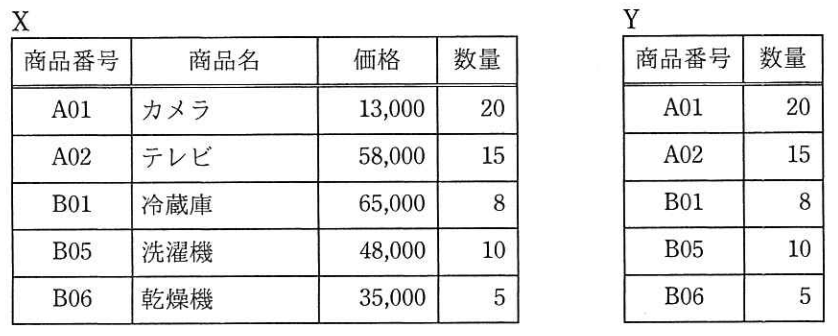 X
商品番号 商品名 価格 数量
A01 カメラ 13,000 20
A02 テレビ 58,000 15
B01 冷蔵庫 65,000 8
B05 洗濯機 48,000 10
B06 乾燥機 35,000 5
Y
商品番号 数量
A01 20
A02 15
B01 8
B05 10
B06 5